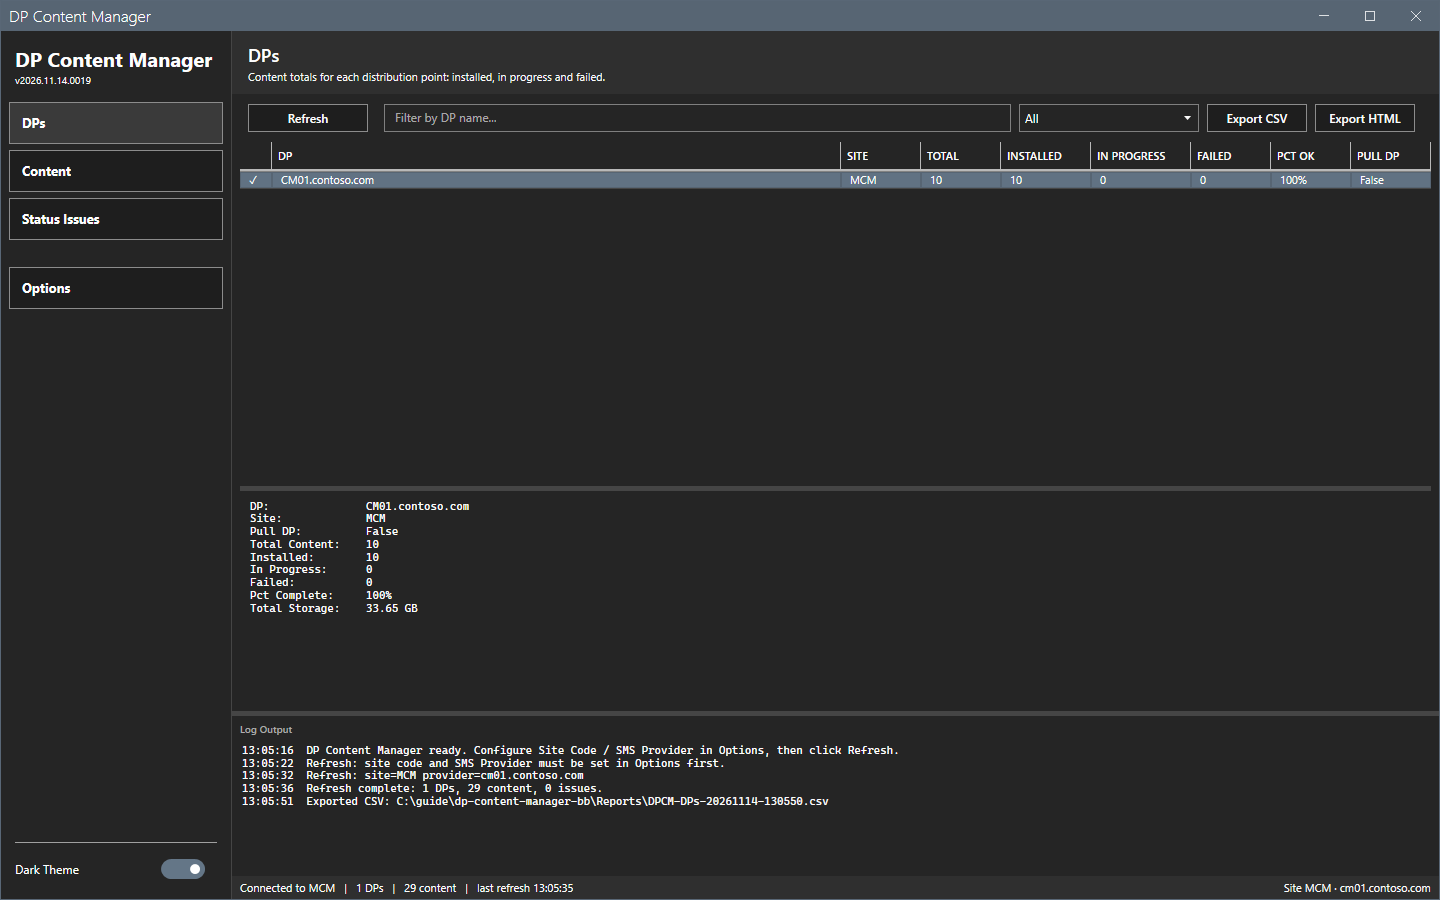 DP Content Manager
DP Content Manager
v2026.11.14.0019
DPs
Content
Status Issues
Options
Dark Theme
DPs
Content totals for each distribution point: installed, in progress and failed.
Refresh
Filter by DP name...
All
Export CSV
Export HTML
DP SITE TOTAL INSTALLED IN PROGRESS FAILED PCT OK PULL DP
✓ CM01.contoso.com MCM 10 10 0 0 100% False
DP: CM01.contoso.com
Site: MCM
Pull DP: False
Total Content: 10
Installed: 10
In Progress: 0
Failed: 0
Pct Complete: 100%
Total Storage: 33.65 GB
Log Output
13:05:16 DP Content Manager ready. Configure Site Code / SMS Provider in Options, then click Refresh.
13:05:22 Refresh: site code and SMS Provider must be set in Options first.
13:05:32 Refresh: site=MCM provider=cm01.contoso.com
13:05:36 Refresh complete: 1 DPs, 29 content, 0 issues.
13:05:51 Exported CSV: C:\guide\dp-content-manager-bb\Reports\DPCM-DPs-20261114-130550.csv
Connected to MCM | 1 DPs | 29 content | last refresh 13:05:35
Site MCM · cm01.contoso.com